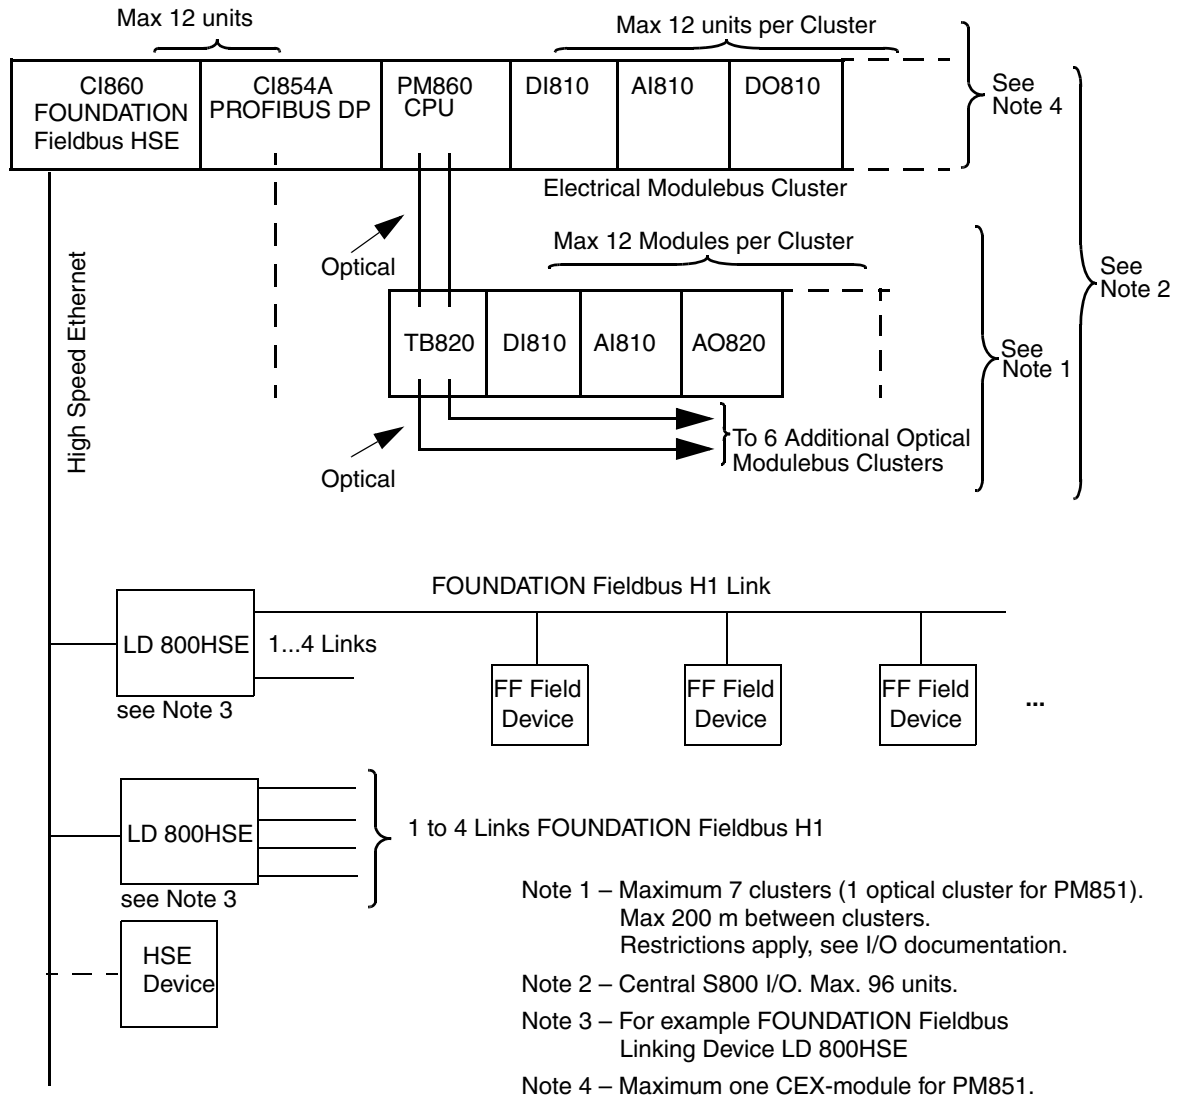 Max 12 units
Max 12 units per Cluster
CI860
FOUNDATION
Fieldbus HSE
CI854A
PROFIBUS DP
PM860
CPU
DI810
AI810
DO810
See
Note 4
Electrical Modulebus Cluster
Optical
Max 12 Modules per Cluster
See
Note 2
High Speed Ethernet
TB820
DI810
AI810
AO820
See
Note 1
Optical
To 6 Additional Optical
Modulebus Clusters
FOUNDATION Fieldbus H1 Link
LD 800HSE
1...4 Links
see Note 3
FF Field
Device
FF Field
Device
FF Field
Device
...
LD 800HSE
1 to 4 Links FOUNDATION Fieldbus H1
see Note 3
HSE
Device
Note 1 – Maximum 7 clusters (1 optical cluster for PM851).
Max 200 m between clusters.
Restrictions apply, see I/O documentation.
Note 2 – Central S800 I/O. Max. 96 units.
Note 3 – For example FOUNDATION Fieldbus
Linking Device LD 800HSE
Note 4 – Maximum one CEX-module for PM851.